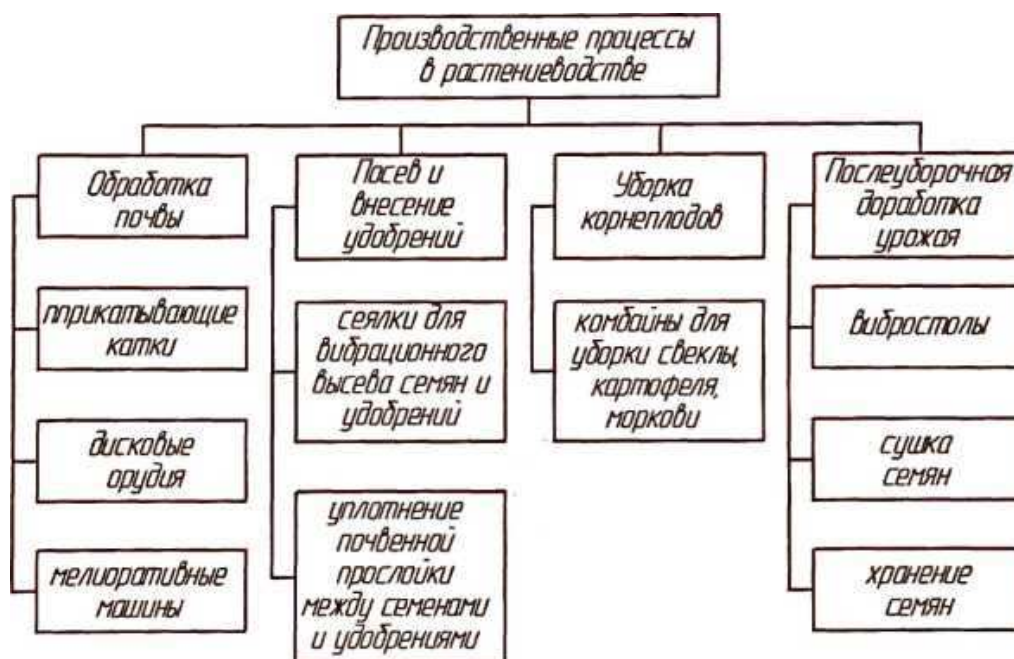 Производственные процессы
в растениеводстве
Обработка
почвы
пприкатывающие
катки
дисковые
орудия
мелиоративные
машины
Посев и
внесение
удобрений
сеялки для
вибрационного
высева семян и
удобрений
уплотнение
почвенной
прослойки
между семенами
и удобрениями
Уборка
корнеплодов
комбайны для
уборки свеклы,
картофеля,
моркови
Послеуборочная
доработка
урожая
вибростолы
сушка
семян
хранение
семян